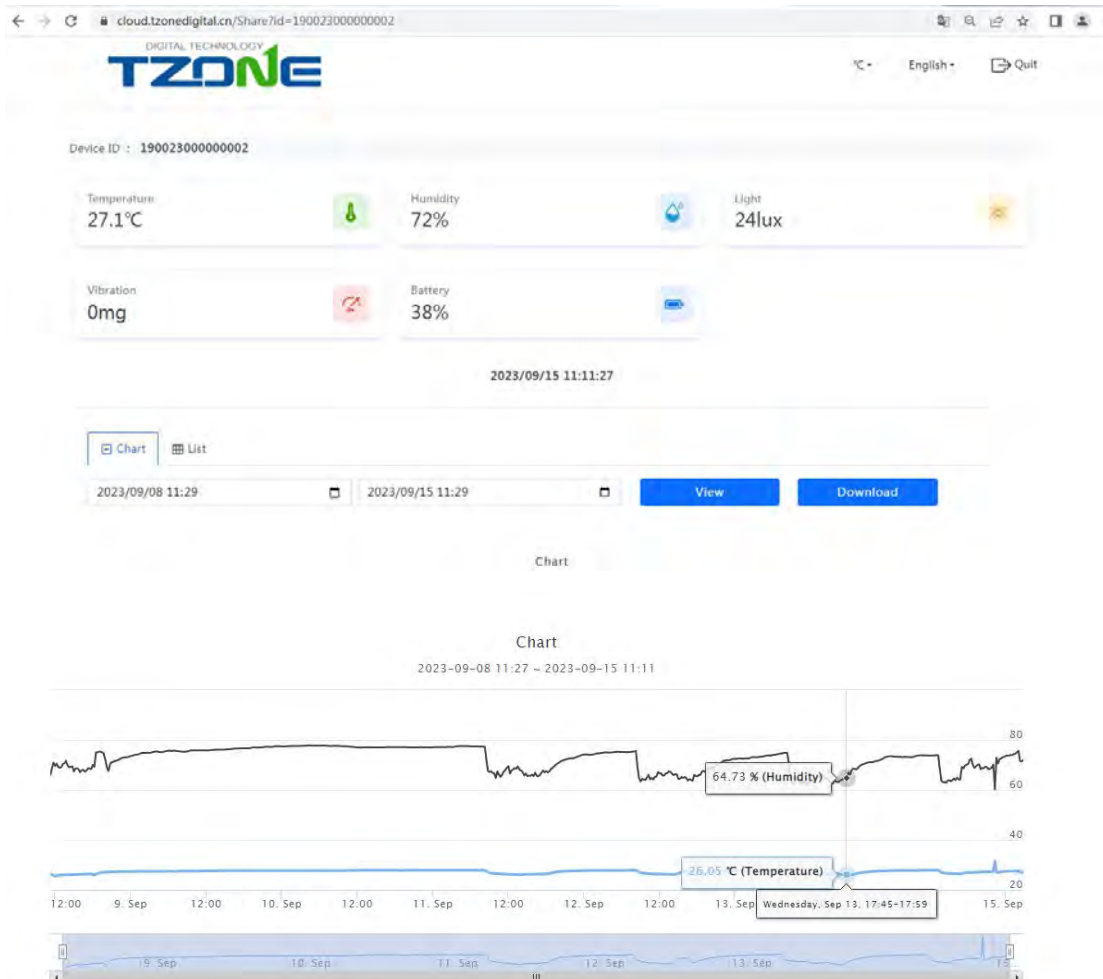 cloud.tzonedigital.cn/Share?id=190023000000002
DIGITAL TECHNOLOGY
TZONE
℃
English
Quit
Device ID : 190023000000002
Temperature
27.1℃
Humidity
72%
Light
24lux
Vibration
0mg
Battery
38%
2023/09/15 11:11:27
Chart
List
2023/09/08 11:29
2023/09/15 11:29
View
Download
Chart
Chart
2023-09-08 11:27 ~ 2023-09-15 11:11
80
64.73 % (Humidity)
60
40
26.05 ℃ (Temperature)
20
12:00 9. Sep 12:00 10. Sep 12:00 11. Sep 12:00 12. Sep 12:00 13. Sep 15. Sep
Wednesday, Sep 13, 17:45-17:59
9. Sep 10. Sep 11. Sep 12. Sep 13. Sep 15.